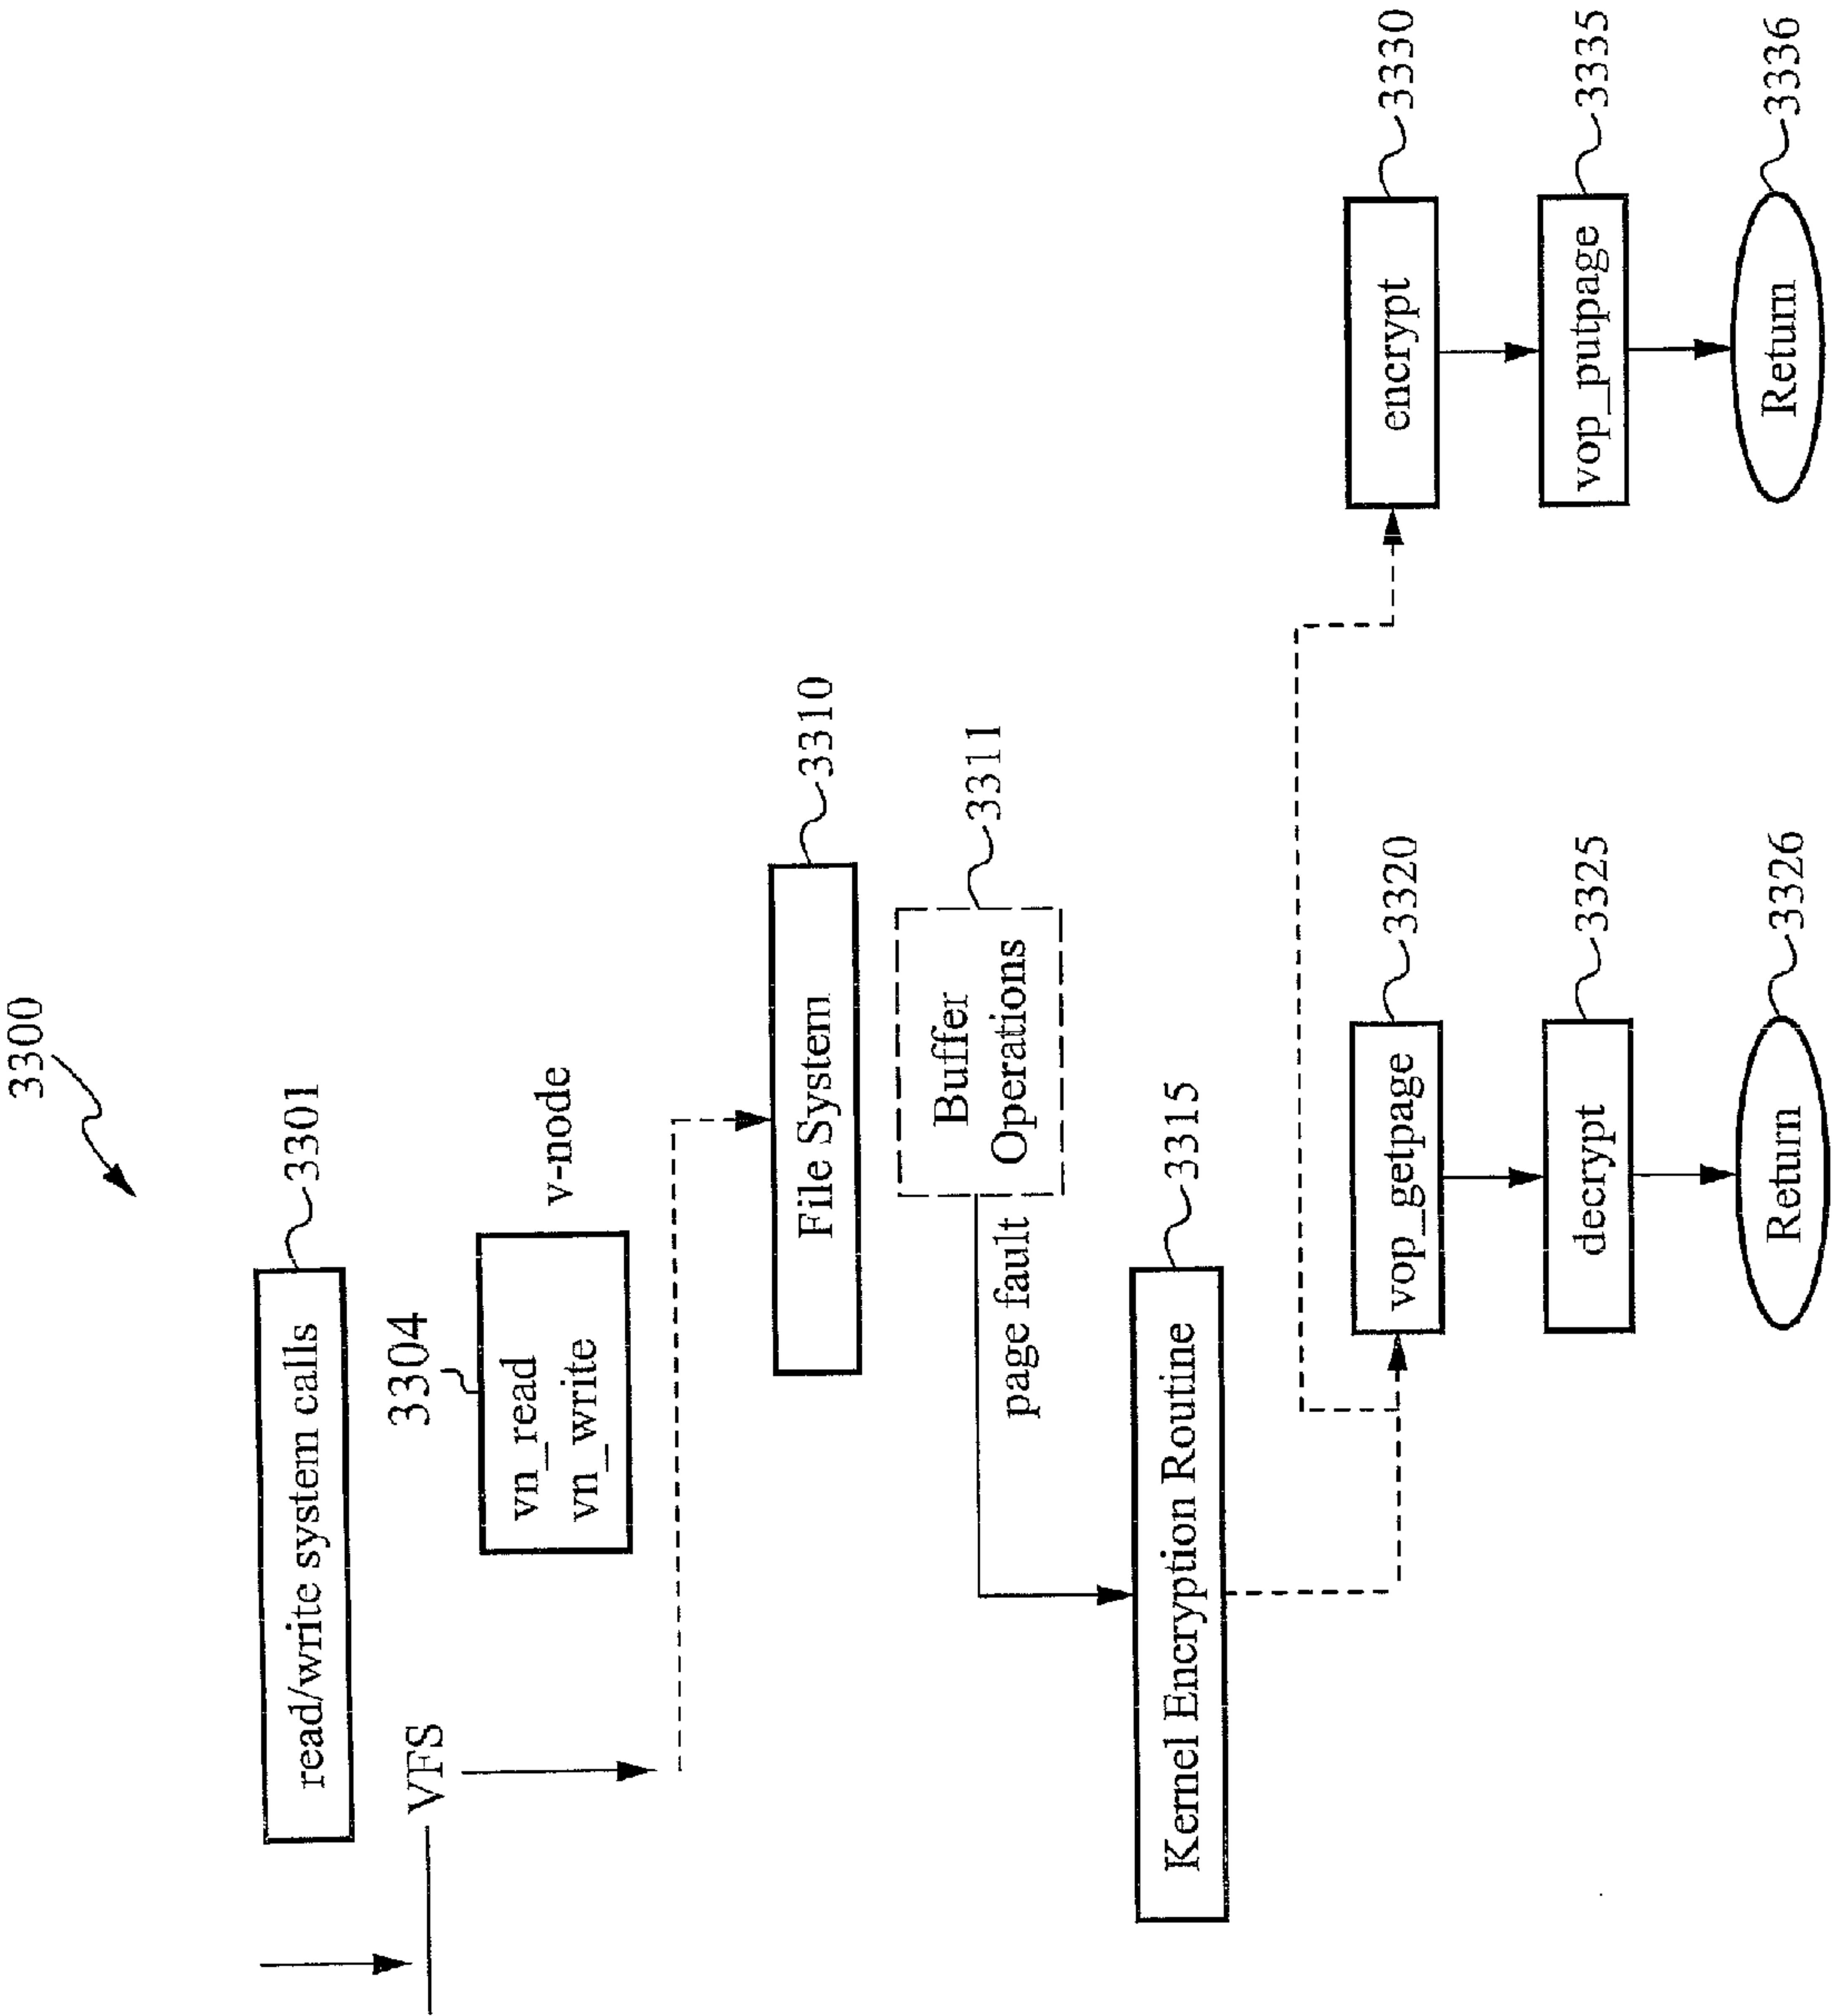 3300
read/write system calls
3301
VFS
3304
vn_read
vn_write
v-node
File System
3310
Buffer
Operations
3311
page fault
Kernel Encryption Routine
3315
vop_getpage
3320
encrypt
3330
decrypt
3325
vop_putpage
3335
Return
3326
Return
3336